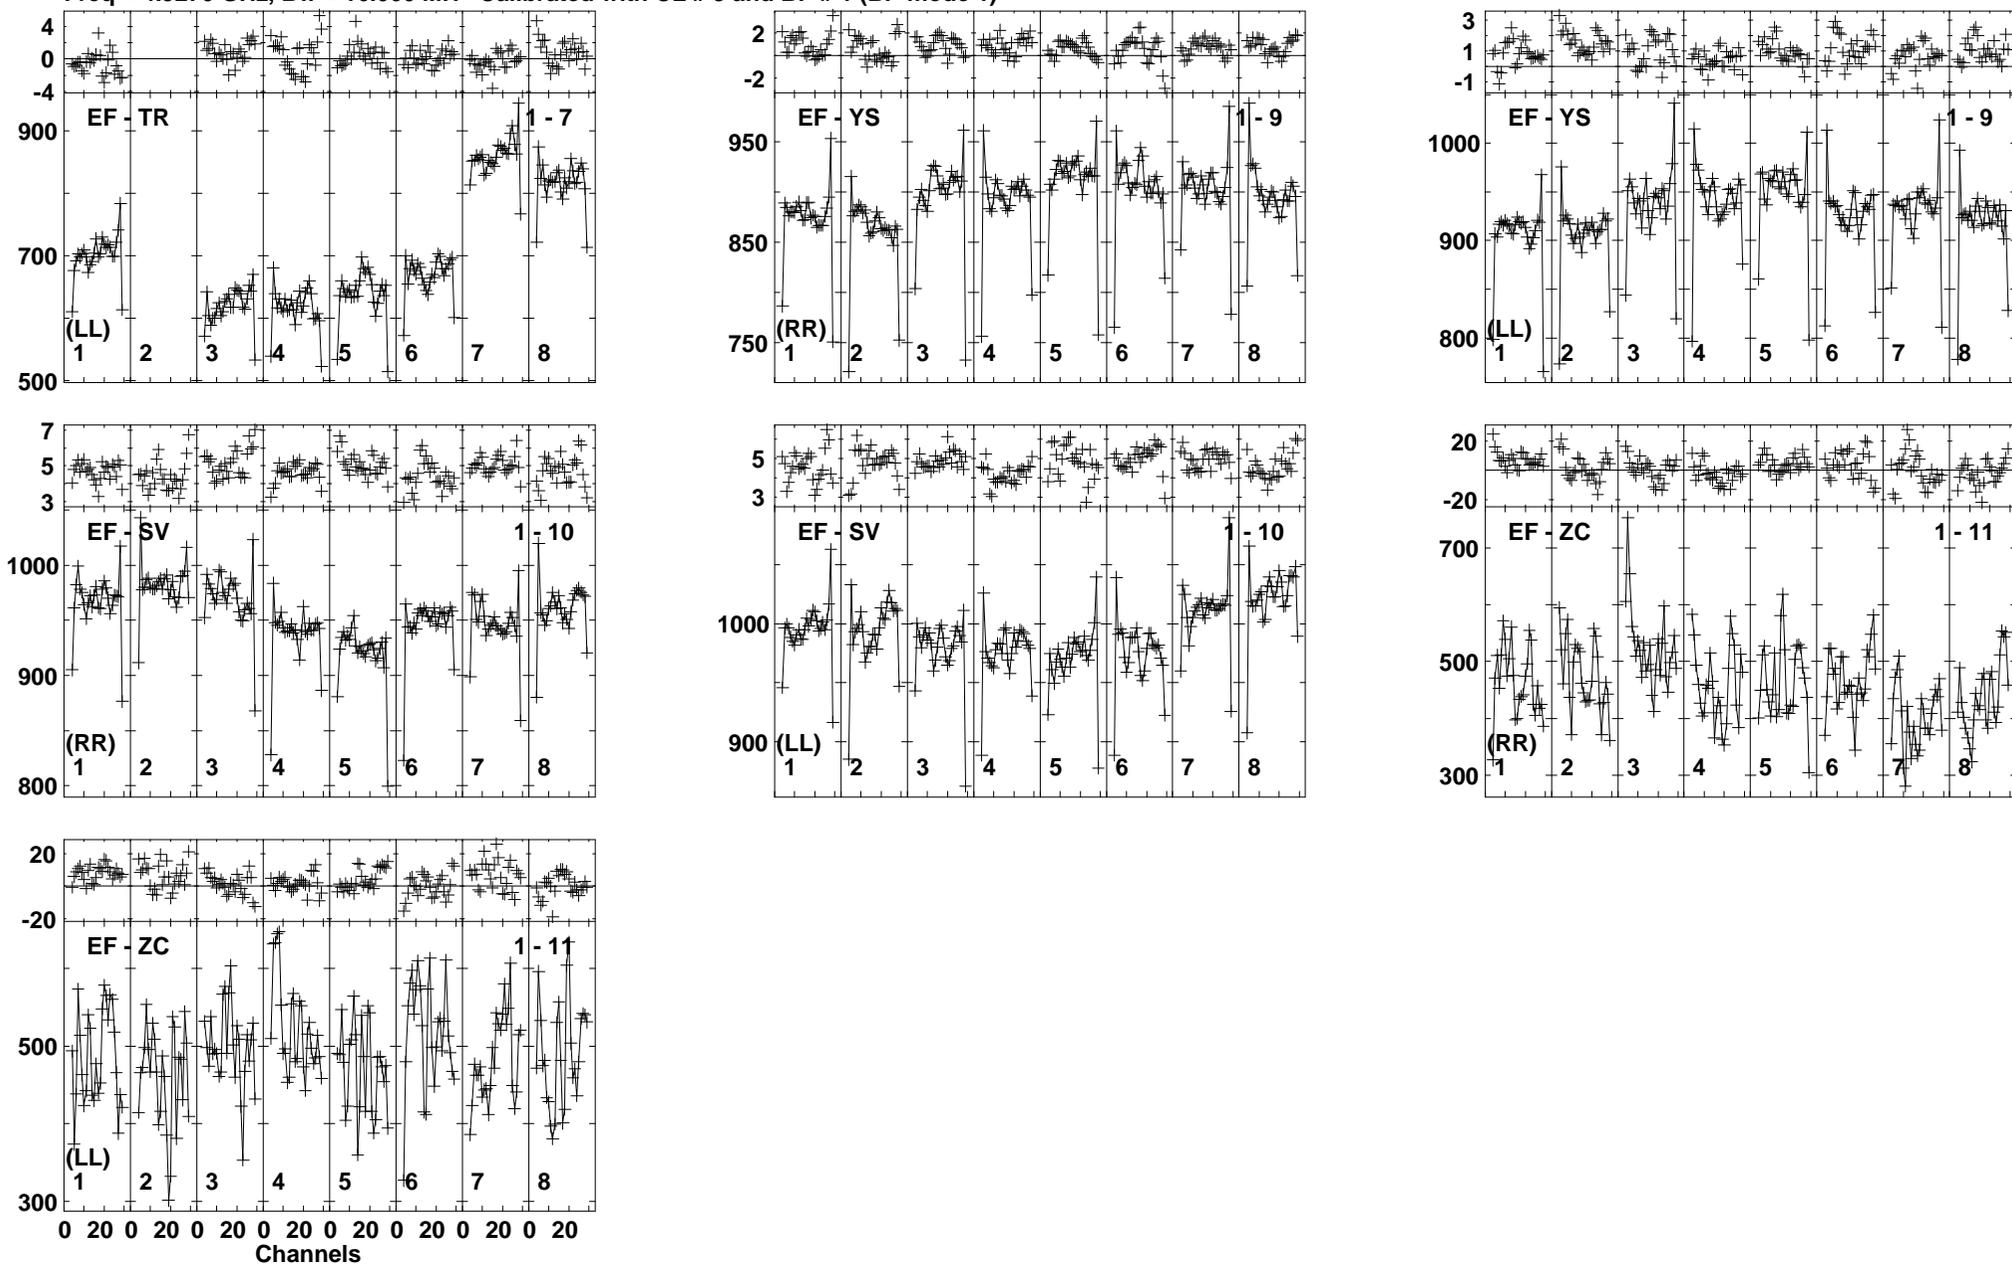 4
0
-4
EF - TR
1 - 7
900
700
500
(LL)
1 2 3 4 5 6 7 8
2
-2
EF - YS
1 - 9
950
850
750
(RR)
1 2 3 4 5 6 7 8
3
1
-1
EF - YS
1 - 9
1000
900
800
(LL)
1 2 3 4 5 6 7 8
7
5
3
EF - SV
1 - 10
1000
900
800
(RR)
1 2 3 4 5 6 7 8
5
3
EF - SV
1 - 10
1000
900
(LL)
1 2 3 4 5 6 7 8
20
-20
EF - ZC
1 - 11
700
500
300
(RR)
1 2 3 4 5 6 7 8
20
-20
EF - ZC
1 - 11
500
300
(LL)
1 2 3 4 5 6 7 8
0 20 0 20 0 20 0 20 0 20 0 20 0 20 0 20
Channels